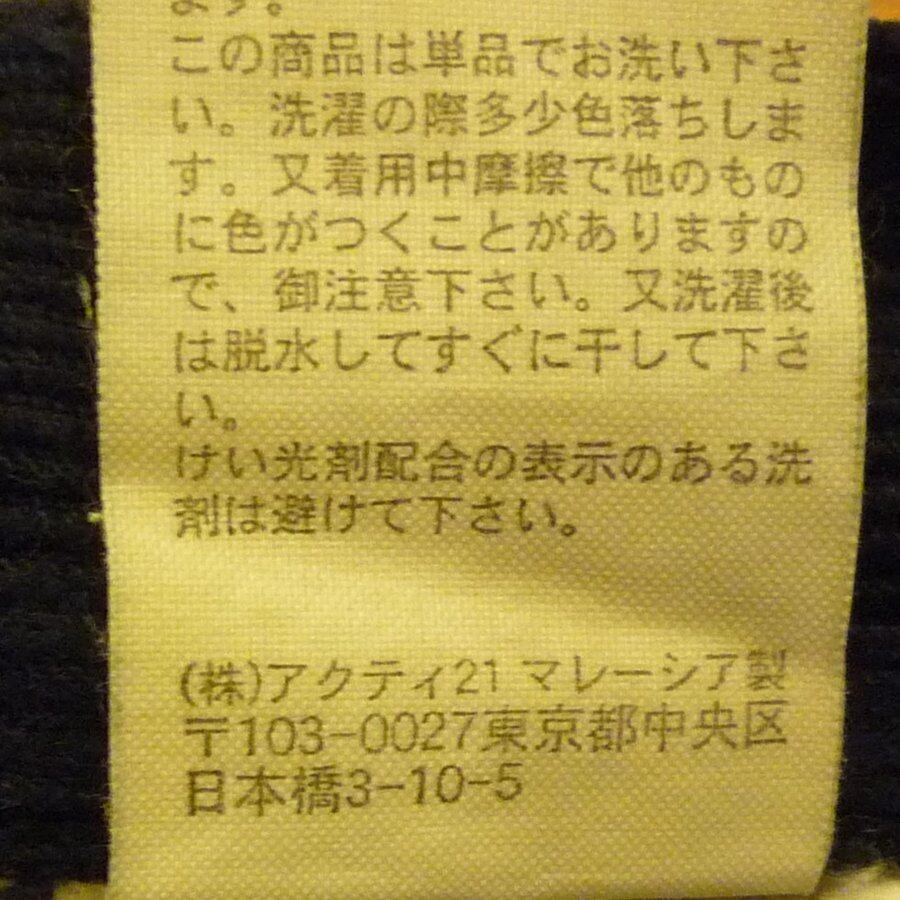 ます。
この商品は単品でお洗い下さ
い。洗濯の際多少色落ちしま
す。又着用中摩擦で他のもの
に色がつくことがありますの
で、御注意下さい。又洗濯後
は脱水してすぐに干して下さ
い。
けい光剤配合の表示のある洗
剤は避けて下さい。
(株)アクティ21 マレーシア製
〒103-0027東京都中央区
日本橋3-10-5